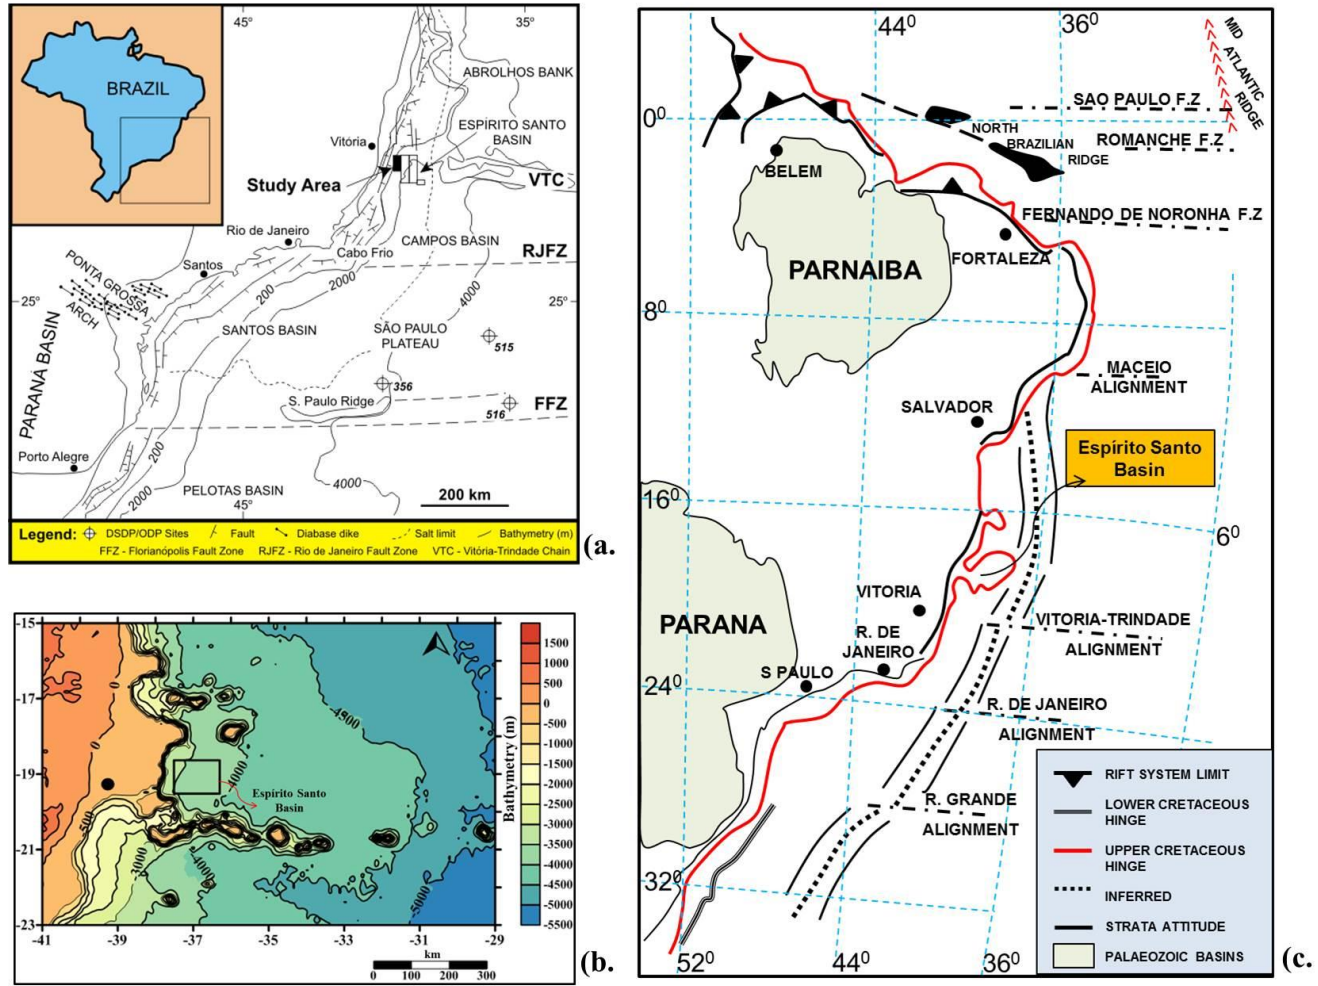 45°
35°
BRAZIL
ABROLHOS BANK
ESPÍRITO SANTO
BASIN
Vitória
Study Area
VTC
Rio de Janeiro
CAMPOS BASIN
RJFZ
Cabo Frio
PONTA GROSSA
ARCH
Santos
200
2000
4000
25°
25°
SANTOS BASIN
SÃO PAULO
PLATEAU
515
PARANÁ BASIN
356
S. Paulo Ridge
516
FFZ
Porto Alegre
200
2000
PELOTAS BASIN
4000
200 km
45°
35°
Legend: DSDP/ODP Sites Fault Diabase dike Salt limit Bathymetry (m)
FFZ - Florianópolis Fault Zone RJFZ - Rio de Janeiro Fault Zone VTC - Vitória-Trindade Chain
(a.
-15
-17
-19
-21
-23
-41 -39 -37 -35 -33 -31 -29
0
0
-500
-3000
-4000
-4000
-4500
-5000
Espírito Santo
Basin
Bathymetry (m)
1500
1000
500
0
-500
-1000
-1500
-2000
-2500
-3000
-3500
-4000
-4500
-5000
-5500
km
0 100 200 300
(b.
44⁰
36⁰
MID
ATLANTIC
RIDGE
SAO PAULO F.Z
0⁰
NORTH
BRAZILIAN
RIDGE
ROMANCHE F.Z
BELEM
FERNANDO DE NORONHA F.Z
FORTALEZA
PARNAIBA
8⁰
MACEIO
ALIGNMENT
SALVADOR
Espírito Santo
Basin
16⁰
6⁰
VITORIA
PARANA
R. DE
JANEIRO
VITORIA-TRINDADE
ALIGNMENT
S PAULO
24⁰
R. DE JANEIRO
ALIGNMENT
R. GRANDE
ALIGNMENT
32⁰
52⁰
44⁰
36⁰
RIFT SYSTEM LIMIT
LOWER CRETACEOUS
HINGE
UPPER CRETACEOUS
HINGE
INFERRED
STRATA ATTITUDE
PALAEOZOIC BASINS
(c.